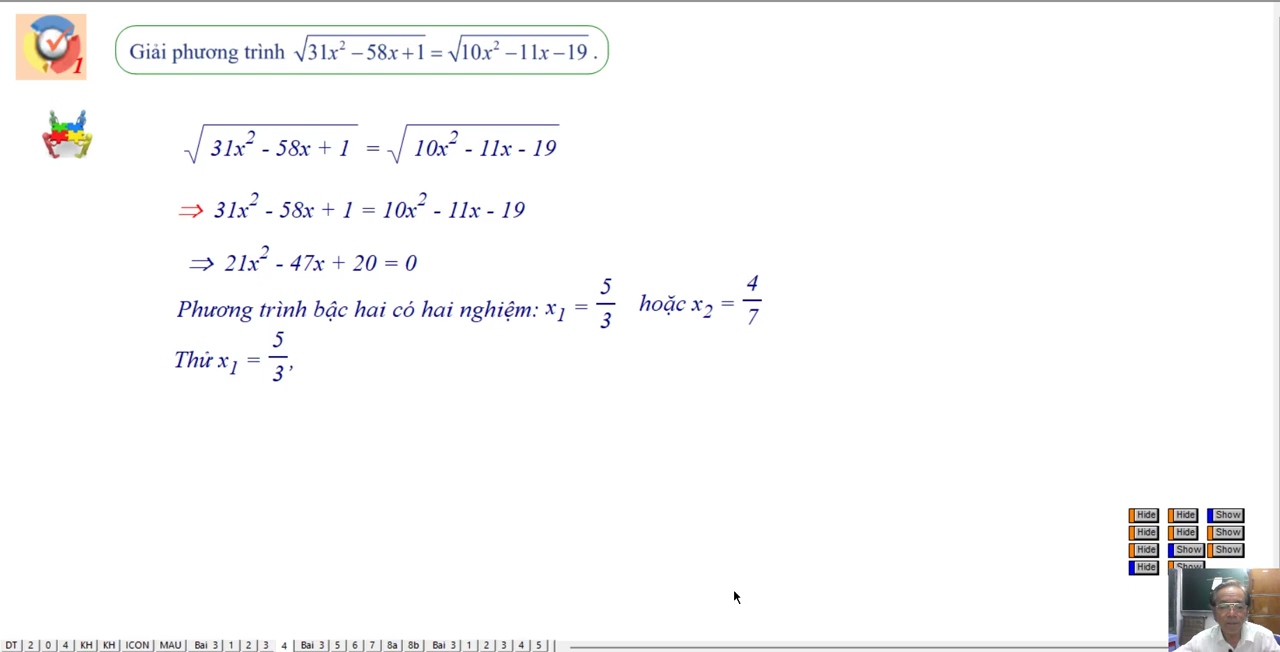 1
Giải phương trình √31x² − 58x + 1 = √10x² − 11x − 19 .
√31x² - 58x + 1 = √10x² - 11x - 19
⇒ 31x² - 58x + 1 = 10x² - 11x - 19
⇒ 21x² - 47x + 20 = 0
Phương trình bậc hai có hai nghiệm: x₁ = 5/3 hoặc x₂ = 4/7
Thử x₁ = 5/3,
Hide Hide Show
Hide Hide Show
Hide Show Show
Hide Show
DT 2 0 4 KH KH ICON MAU Bai 3 1 2 3 4 Bai 3 5 6 7 8a 8b Bai 3 1 2 3 4 5